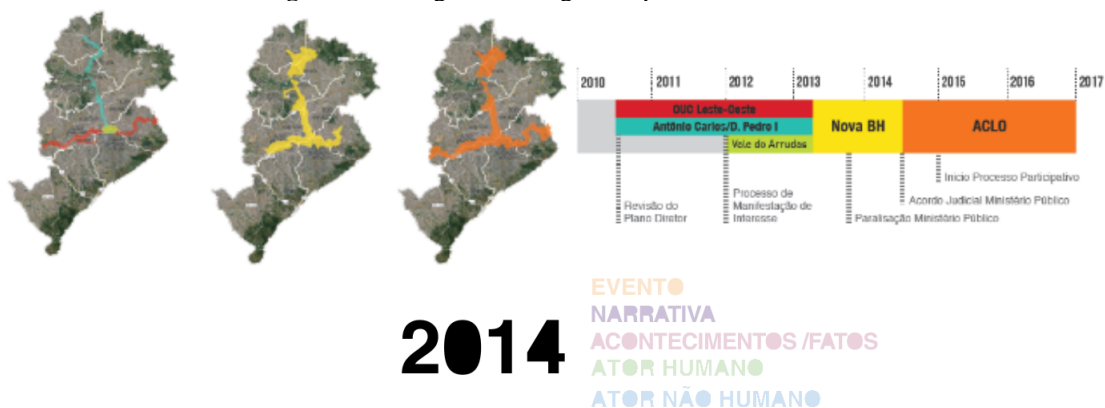 2010 2011 2012 2013 2014 2015 2016 2017
OUC Leste-Oeste
Antônio Carlos/D. Pedro I
Vale do Arrudas
Nova BH
ACLO
Revisão do
Plano Diretor
Processo de
Manifestação de
Interesse
Início Processo Participativo
Acordo Judicial Ministério Público
Paralisação Ministério Público
2014
EVENTO
NARRATIVA
ACONTECIMENTOS /FATOS
ATOR HUMANO
ATOR NÃO HUMANO